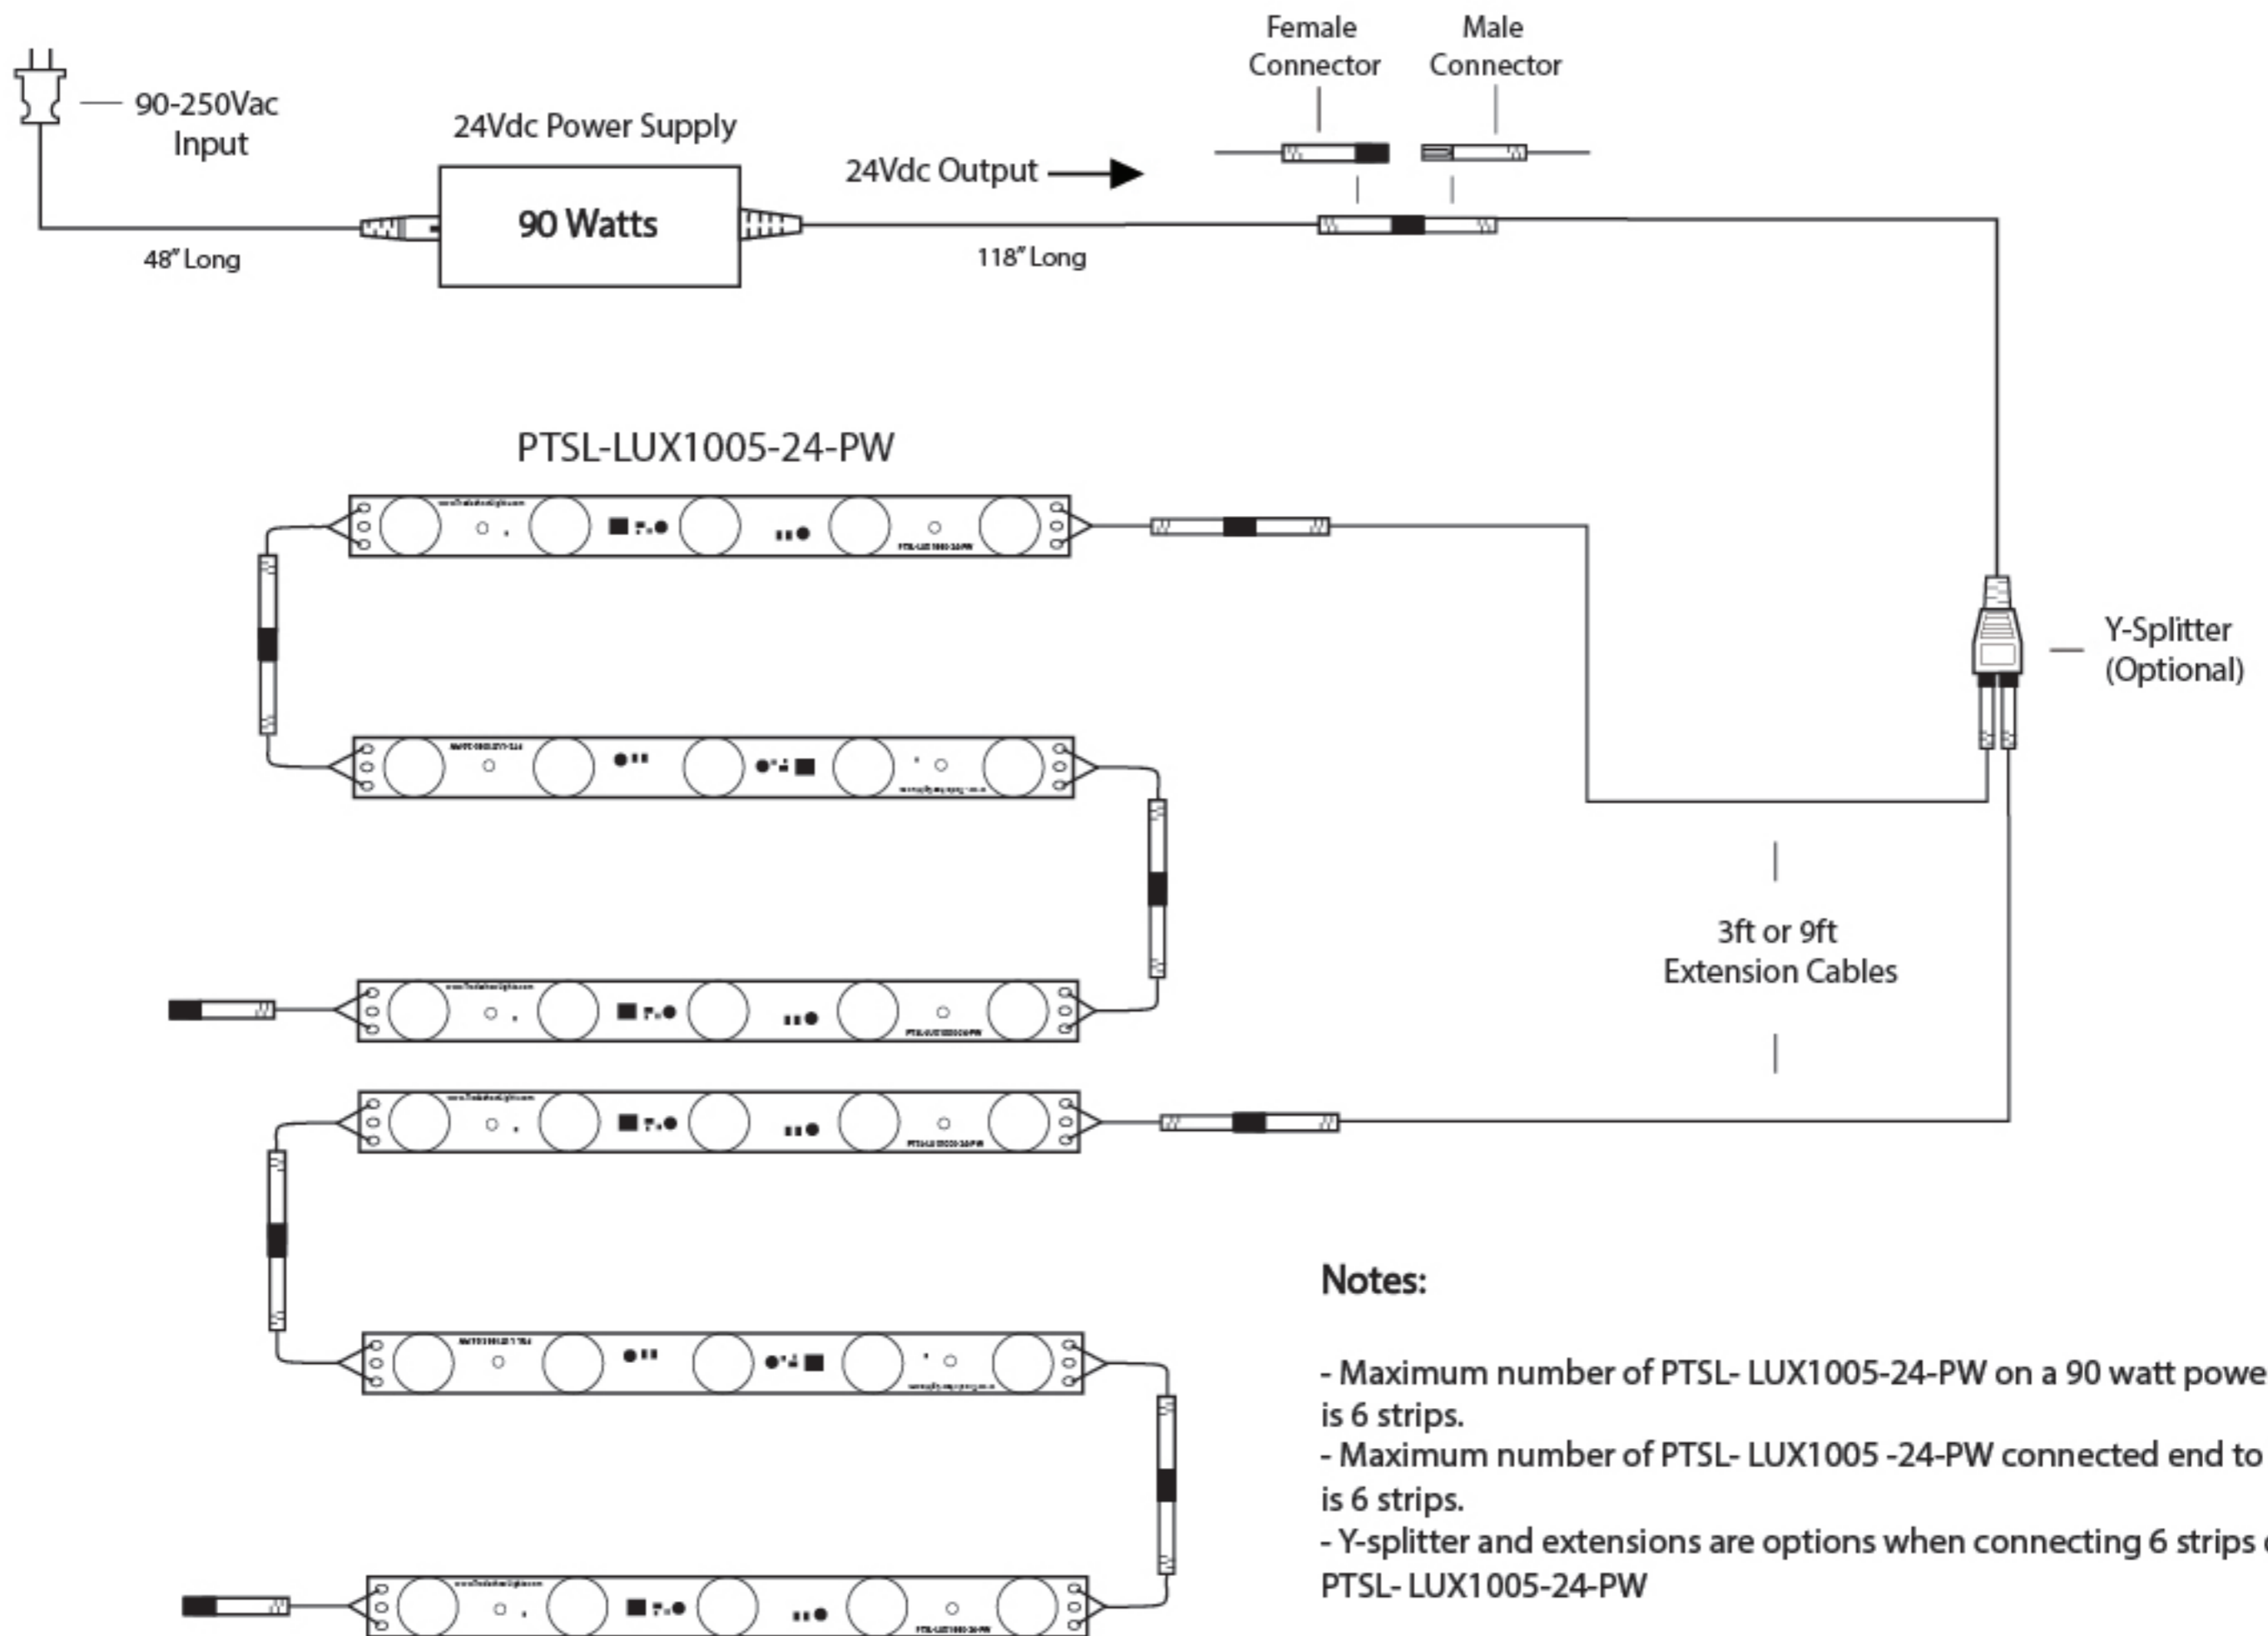 Female
Connector
Male
Connector
90-250Vac
Input
24Vdc Power Supply
24Vdc Output
90 Watts
48" Long
118" Long
PTSL-LUX1005-24-PW
Y-Splitter
(Optional)
3ft or 9ft
Extension Cables
Notes:
- Maximum number of PTSL- LUX1005-24-PW on a 90 watt powe
is 6 strips.
- Maximum number of PTSL- LUX1005 -24-PW connected end to
is 6 strips.
- Y-splitter and extensions are options when connecting 6 strips
PTSL- LUX1005-24-PW